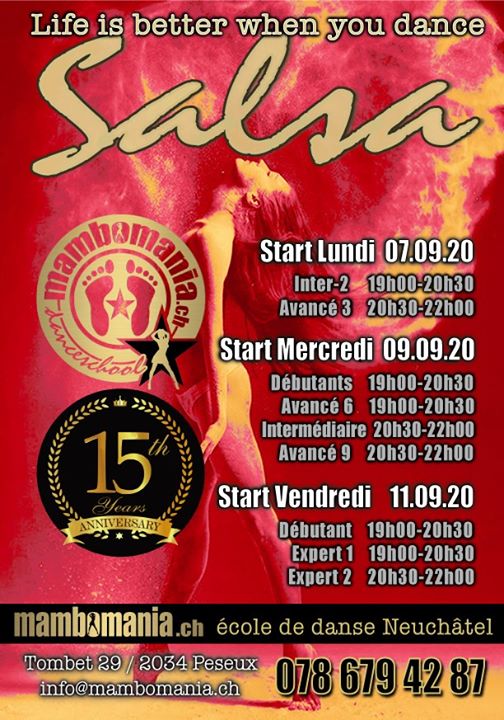 Life is better when you dance
Salsa
mambomania.ch
danceschool
Start Lundi 07.09.20
Inter-2 19h00-20h30
Avancé 3 20h30-22h00
Start Mercredi 09.09.20
Débutants 19h00-20h30
Avancé 6 19h00-20h30
Intermédiaire 20h30-22h00
Avancé 9 20h30-22h00
15th
Years
ANNIVERSARY
Start Vendredi 11.09.20
Débutant 19h00-20h30
Expert 1 19h00-20h30
Expert 2 20h30-22h00
mambomania.ch école de danse Neuchâtel
Tombet 29 / 2034 Peseux
info@mambomania.ch
078 679 42 87